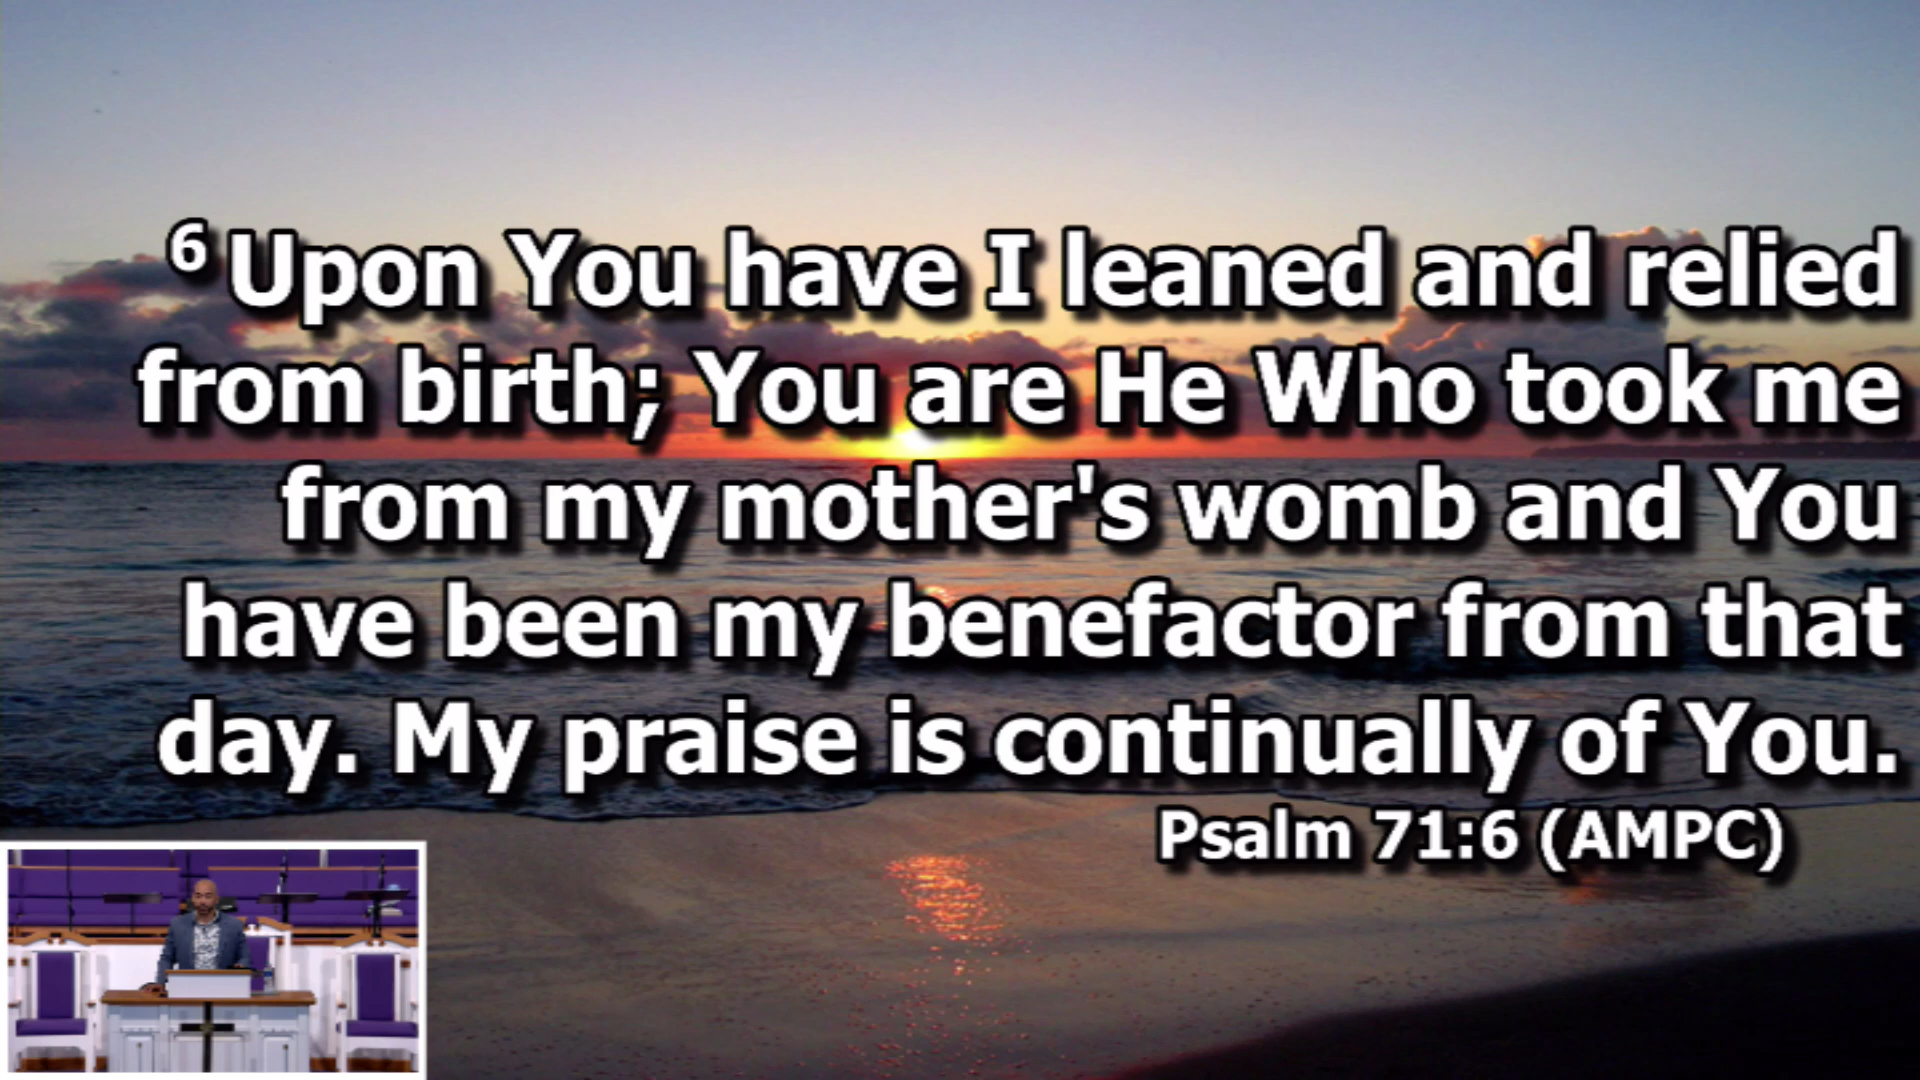 6 Upon You have I leaned and relied
from birth; You are He Who took me
from my mother's womb and You
have been my benefactor from that
day. My praise is continually of You.
Psalm 71:6 (AMPC)